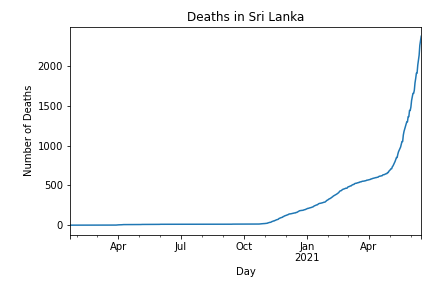 Deaths in Sri Lanka
Number of Deaths
2000
1500
1000
500
0
Apr
Jul
Oct
Jan
2021
Apr
Day